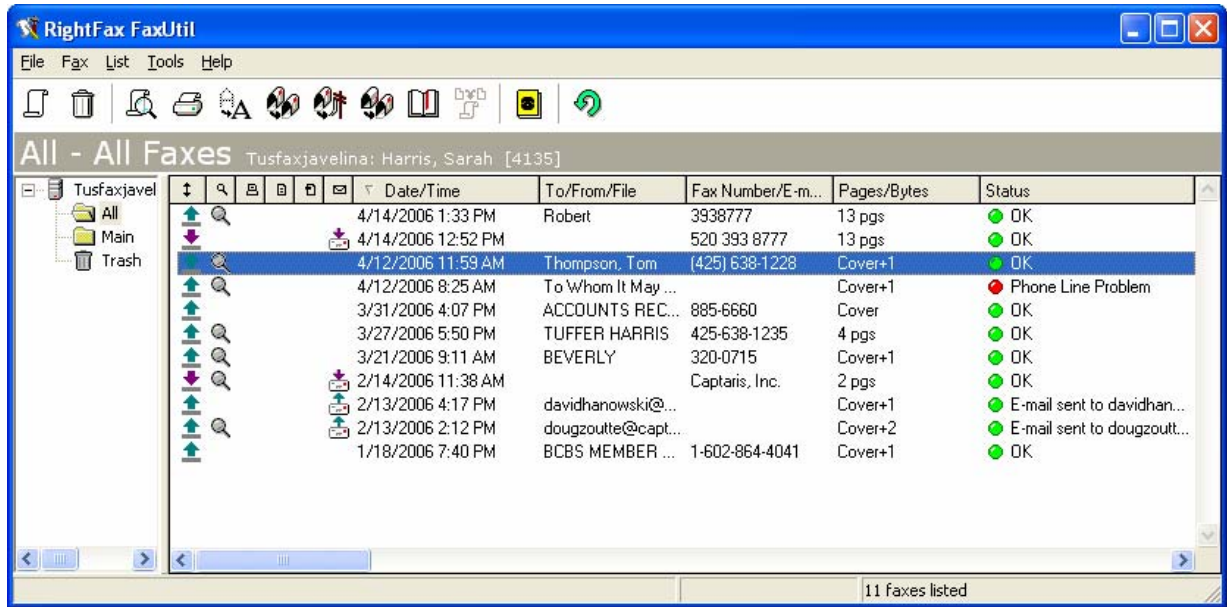 RightFax FaxUtil
File Fax List Tools Help
All - All Faxes Tusfaxjavelina: Harris, Sarah [4135]
Tusfaxjavel
All
Main
Trash
Date/Time To/From/File Fax Number/E-m... Pages/Bytes Status
4/14/2006 1:33 PM Robert 3938777 13 pgs OK
4/14/2006 12:52 PM 520 393 8777 13 pgs OK
4/12/2006 11:59 AM Thompson, Tom (425) 638-1228 Cover+1 OK
4/12/2006 8:25 AM To Whom It May ... Cover+1 Phone Line Problem
3/31/2006 4:07 PM ACCOUNTS REC... 885-6660 Cover OK
3/27/2006 5:50 PM TUFFER HARRIS 425-638-1235 4 pgs OK
3/21/2006 9:11 AM BEVERLY 320-0715 Cover+1 OK
2/14/2006 11:38 AM Captaris, Inc. 2 pgs OK
2/13/2006 4:17 PM davidhanowski@... Cover+1 E-mail sent to davidhan...
2/13/2006 2:12 PM dougzoutte@capt... Cover+2 E-mail sent to dougzoutt...
1/18/2006 7:40 PM BCBS MEMBER ... 1-602-864-4041 Cover+1 OK
11 faxes listed